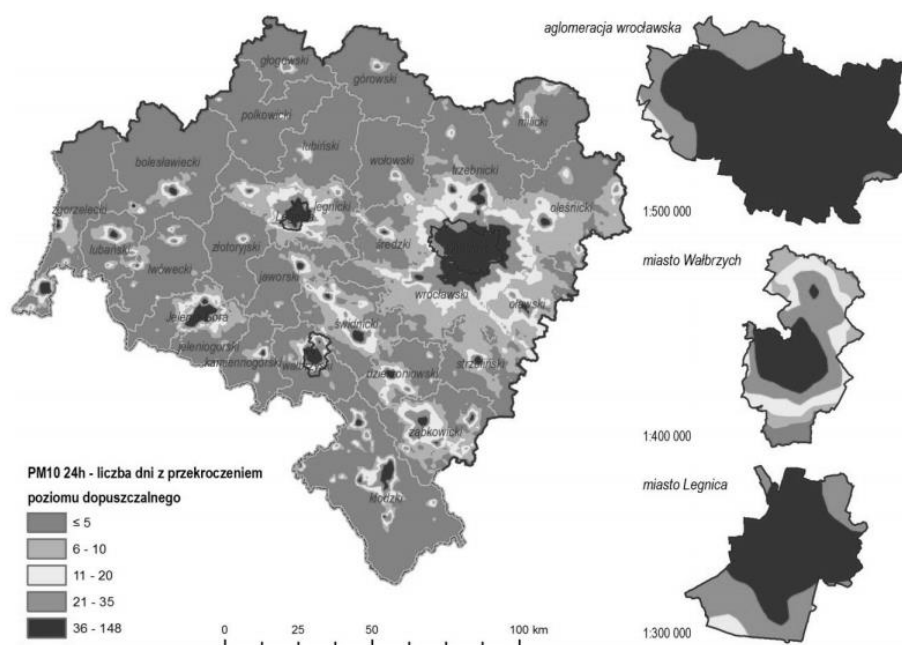 aglomeracja wrocławska
głogowski
górowski
polkowicki
milicki
lubiński
bolesławiecki
wołowski
trzebnicki
zgorzelecki
legnicki
oleśnicki
1:500 000
lubański
złotoryjski
średzki
lwówecki
jaworski
miasto Wałbrzych
wrocławski
oławski
Jelenia Góra
świdnicki
jeleniogórski
kamiennogórski
strzeliński
dzierżoniowski
ząbkowicki
1:400 000
PM10 24h - liczba dni z przekroczeniem
poziomu dopuszczalnego
miasto Legnica
kłodzki
≤ 5
6 - 10
11 - 20
21 - 35
36 - 148
0 25 50 100 km
1:300 000